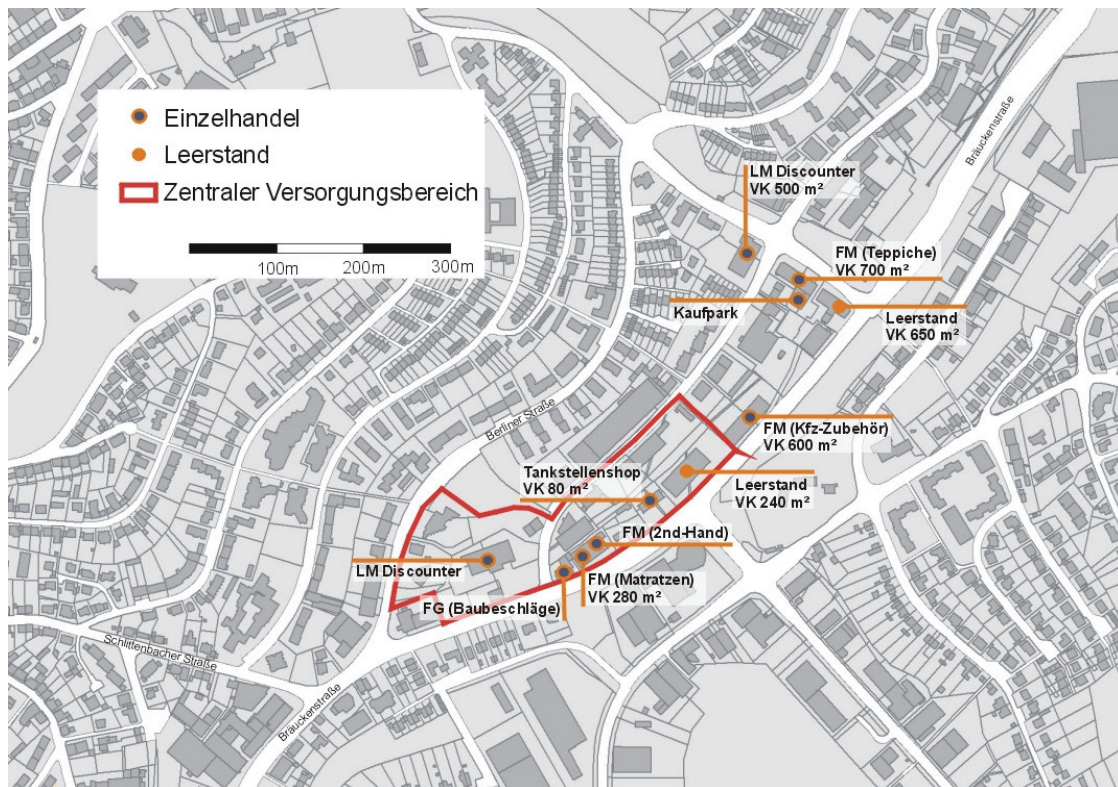 Einzelhandel
Leerstand
Zentraler Versorgungsbereich
100m 200m 300m
Bräuckenstraße
LM Discounter
VK 500 m²
FM (Teppiche)
VK 700 m²
Kaufpark
Leerstand
VK 650 m²
Berliner Straße
FM (Kfz-Zubehör)
VK 600 m²
Tankstellenshop
VK 80 m²
Leerstand
VK 240 m²
FM (2nd-Hand)
LM Discounter
FM (Matratzen)
VK 280 m²
FG (Baubeschläge)
Schlittenbacher Straße
Bräuckenstraße